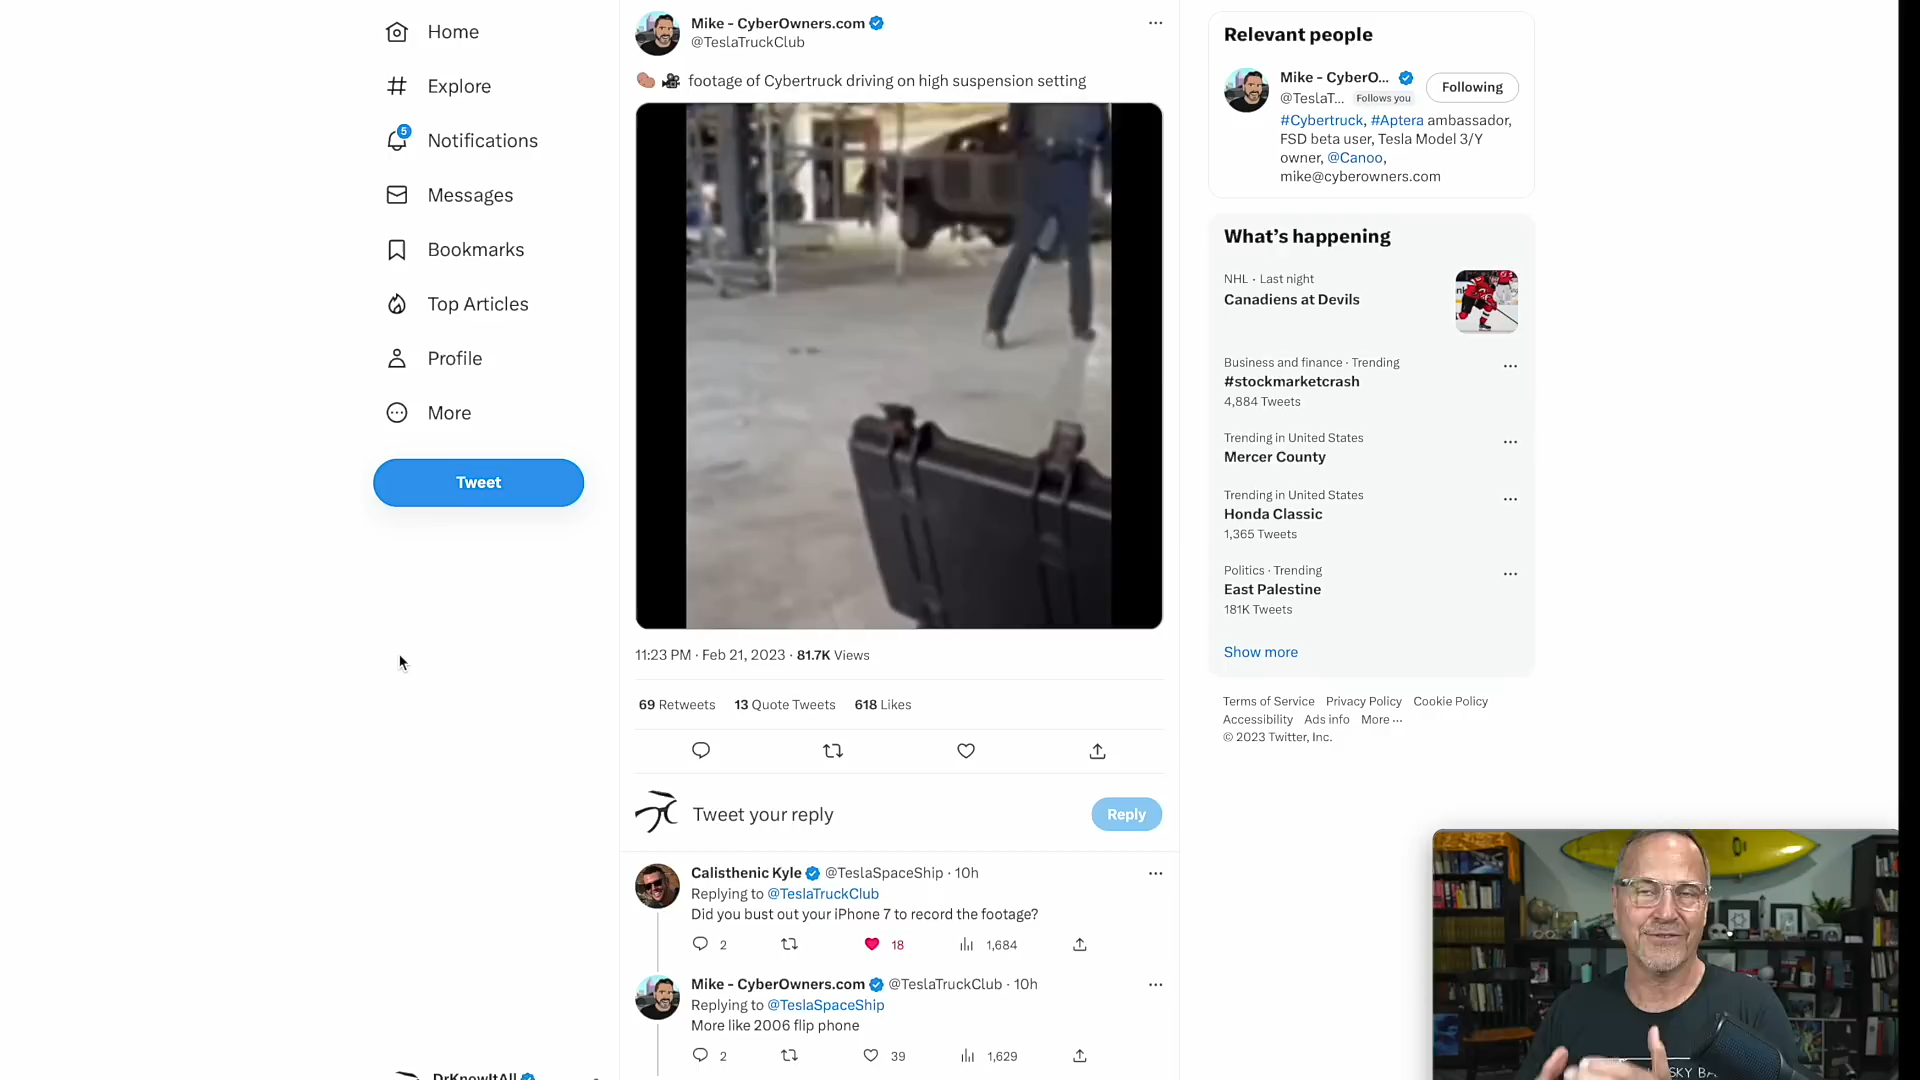 Home
Explore
5
Notifications
Messages
Bookmarks
Top Articles
Profile
More
Tweet
DrKnowItAll
Mike - CyberOwners.com
@TeslaTruckClub
🥔 🎥 footage of Cybertruck driving on high suspension setting
11:23 PM · Feb 21, 2023 · 81.7K Views
69 Retweets 13 Quote Tweets 618 Likes
Tweet your reply
Reply
Calisthenic Kyle @TeslaSpaceShip · 10h
Replying to @TeslaTruckClub
Did you bust out your iPhone 7 to record the footage?
2 18 1,684
Mike - CyberOwners.com @TeslaTruckClub · 10h
Replying to @TeslaSpaceShip
More like 2006 flip phone
2 39 1,629
Relevant people
Mike - CyberO...
@TeslaT... Follows you
Following
#Cybertruck, #Aptera ambassador,
FSD beta user, Tesla Model 3/Y
owner, @Canoo,
mike@cyberowners.com
What's happening
NHL · Last night
Canadiens at Devils
Business and finance · Trending
#stockmarketcrash
4,884 Tweets
Trending in United States
Mercer County
Trending in United States
Honda Classic
1,365 Tweets
Politics · Trending
East Palestine
181K Tweets
Show more
Terms of Service Privacy Policy Cookie Policy
Accessibility Ads info More ...
© 2023 Twitter, Inc.